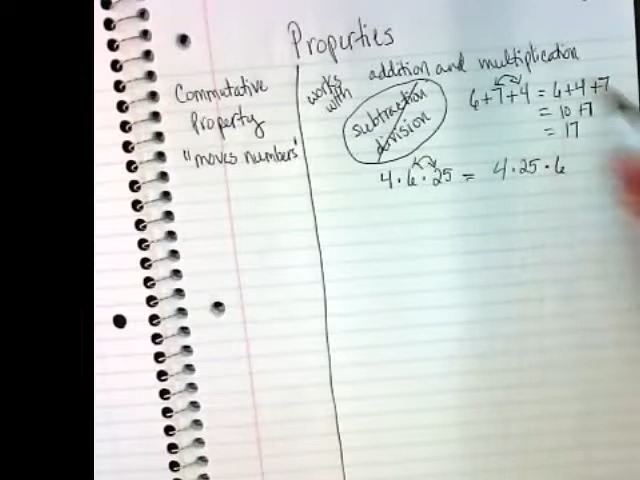 Properties
Commutative
Property
"moves numbers"
works
with
addition and multiplication
subtraction
division
6+7+4 = 6+4+7
= 10+7
= 17
4·6·25 = 4·25·6